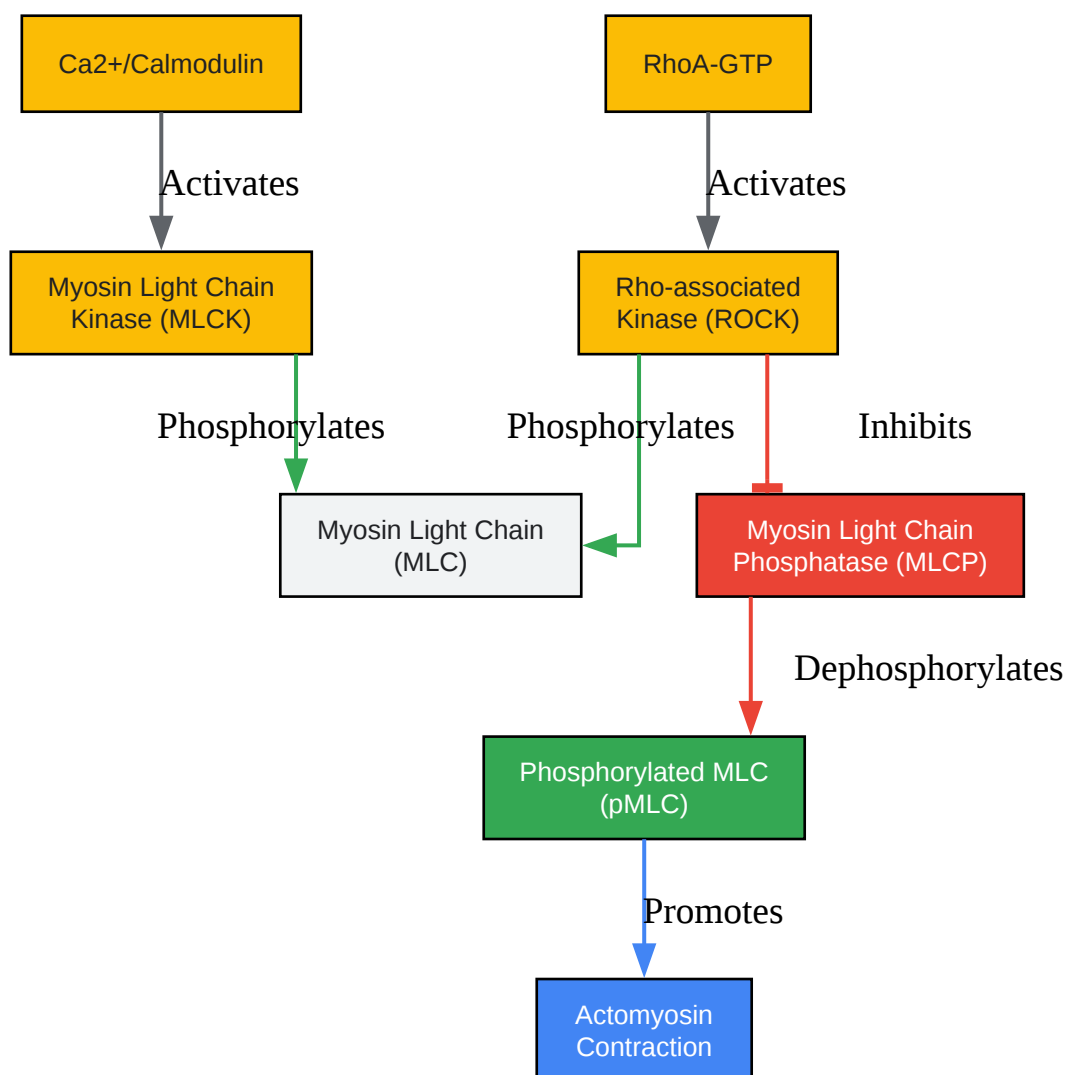 Ca2+/Calmodulin
RhoA-GTP
Activates
Activates
Myosin Light Chain
Kinase (MLCK)
Rho-associated
Kinase (ROCK)
Phosphorylates
Phosphorylates
Inhibits
Myosin Light Chain
(MLC)
Myosin Light Chain
Phosphatase (MLCP)
Dephosphorylates
Phosphorylated MLC
(pMLC)
Promotes
Actomyosin
Contraction